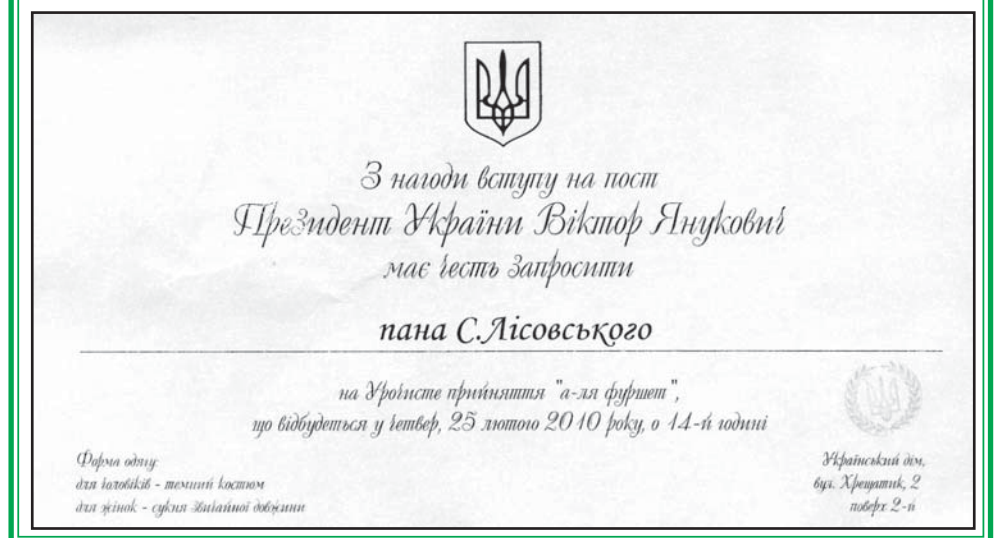 З нагоди вступу на пост
Президент України Віктор Янукович
має честь запросити
пана С.Лісовського
на Урочисте прийняття "а-ля фуршет",
що відбудеться у четвер, 25 лютого 2010 року, о 14-й годині
Форма одягу:
для чоловіків - темний костюм
для жінок - сукня звичайної довжини
Український дім,
вул. Хрещатик, 2
поверх 2-й